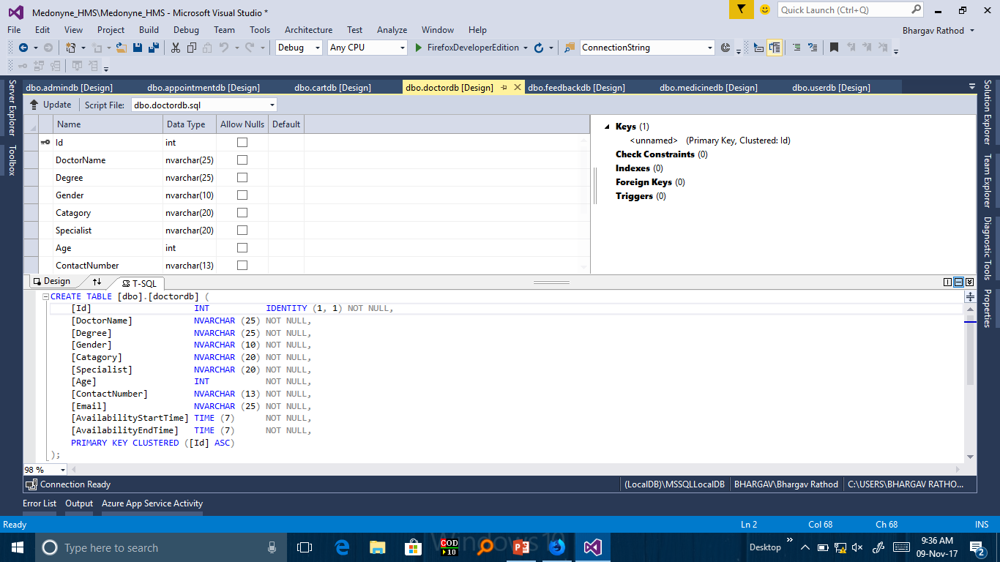 Medonyne_HMS\Medonyne_HMS - Microsoft Visual Studio *
Quick Launch (Ctrl+Q)
File Edit View Project Build Debug Team Tools Architecture Test Analyze Window Help
Bhargav Rathod
Debug Any CPU FirefoxDeveloperEdition ConnectionString
Server Explorer
Toolbox
dbo.admindb [Design] dbo.appointmentdb [Design] dbo.cartdb [Design] dbo.doctordb [Design] dbo.feedbackdb [Design] dbo.medicinedb [Design] dbo.userdb [Design]
Update Script File: dbo.doctordb.sql
Name Data Type Allow Nulls Default
Id int
DoctorName nvarchar(25)
Degree nvarchar(25)
Gender nvarchar(10)
Catagory nvarchar(20)
Specialist nvarchar(20)
Age int
ContactNumber nvarchar(13)
Keys (1)
<unnamed> (Primary Key, Clustered: Id)
Check Constraints (0)
Indexes (0)
Foreign Keys (0)
Triggers (0)
Solution Explorer
Team Explorer
Diagnostic Tools
Properties
Design T-SQL
CREATE TABLE [dbo].[doctordb] (
[Id] INT IDENTITY (1, 1) NOT NULL,
[DoctorName] NVARCHAR (25) NOT NULL,
[Degree] NVARCHAR (25) NOT NULL,
[Gender] NVARCHAR (10) NOT NULL,
[Catagory] NVARCHAR (20) NOT NULL,
[Specialist] NVARCHAR (20) NOT NULL,
[Age] INT NOT NULL,
[ContactNumber] NVARCHAR (13) NOT NULL,
[Email] NVARCHAR (25) NOT NULL,
[AvailabilityStartTime] TIME (7) NOT NULL,
[AvailabilityEndTime] TIME (7) NOT NULL,
PRIMARY KEY CLUSTERED ([Id] ASC)
);
98 %
Connection Ready
(LocalDB)\MSSQLLocalDB BHARGAV\Bhargav Rathod C:\USERS\BHARGAV RATHO...
Error List Output Azure App Service Activity
Ready
Ln 2 Col 68 Ch 68 INS
Type here to search
COD
10
Windows 10
Desktop
9:36 AM
09-Nov-17
2